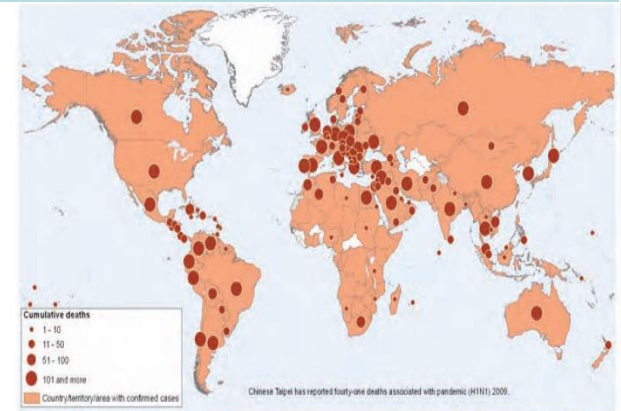 Cumulative deaths
1 - 10
11 - 50
51 - 100
101 and more
Country/territory/area with confirmed cases
Chinese Taipei has reported fourty-one deaths associated with pandemic (H1N1) 2009.